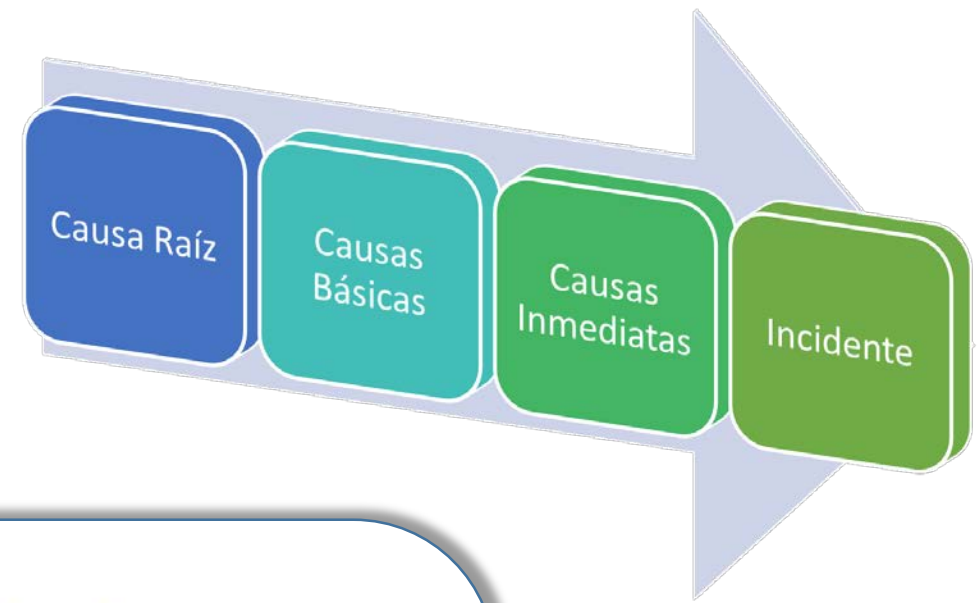 Causa Raíz
Causas
Básicas
Causas
Inmediatas
Incidente